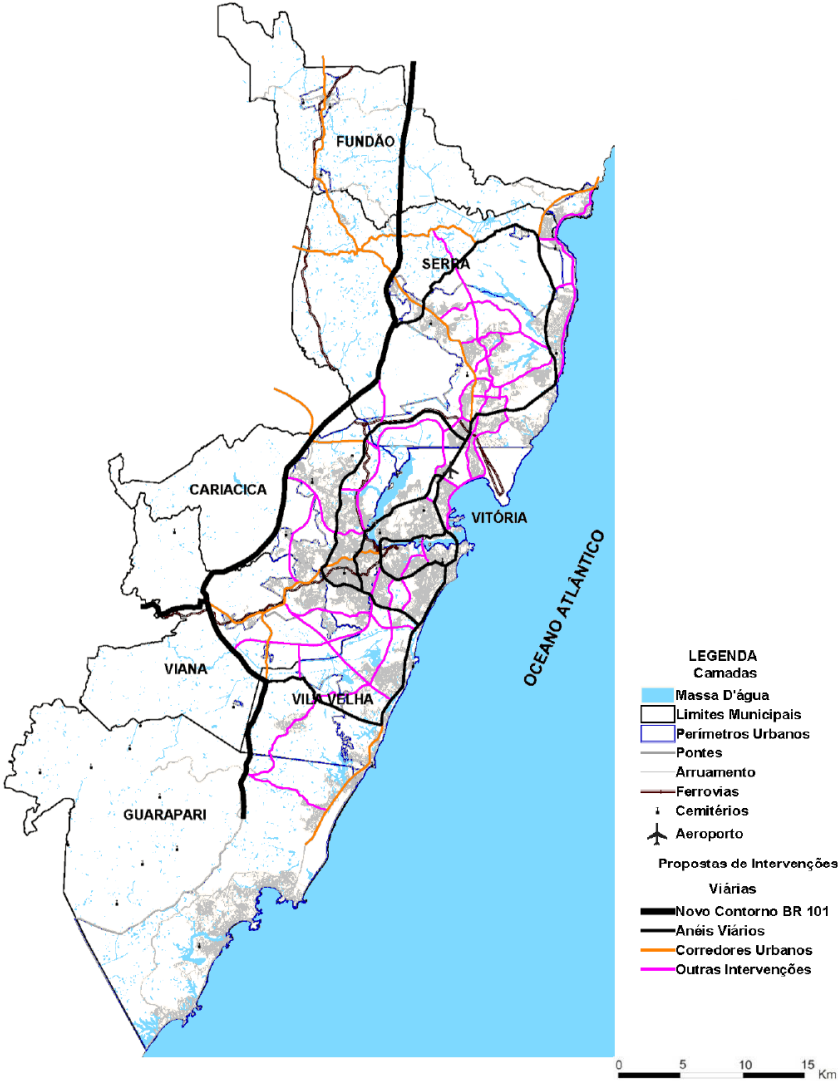 FUNDÃO
SERRA
CARIACICA
VITÓRIA
OCEANO ATLÂNTICO
VIANA
VILA VELHA
GUARAPARI
LEGENDA
Camadas
Massa D'água
Limites Municipais
Perímetros Urbanos
Pontes
Arruamento
Ferrovias
Cemitérios
Aeroporto
Propostas de Intervenções
Viárias
Novo Contorno BR 101
Anéis Viários
Corredores Urbanos
Outras Intervenções
0 5 10 15
Km